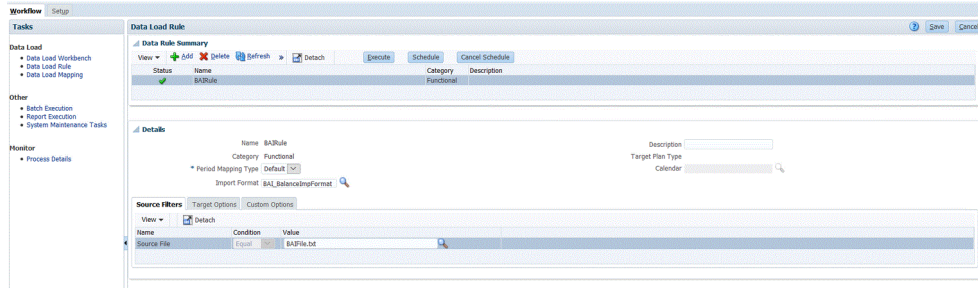 Workflow Setup
Tasks
Data Load
Data Load Workbench
Data Load Rule
Data Load Mapping
Other
Batch Execution
Report Execution
System Maintenance Tasks
Monitor
Process Details
Data Load Rule Save Cancel
Data Rule Summary
View Add Delete Refresh » Detach Execute Schedule Cancel Schedule
Status Name Category Description
BAIRule Functional
Details
Name BAIRule
Category Functional
* Period Mapping Type Default
Import Format BAI_BalanceImpFormat
Description
Target Plan Type
Calender
Source Filters Target Options Custom Options
View Detach
Name Condition Value
Source File Equal BAIFile.txt